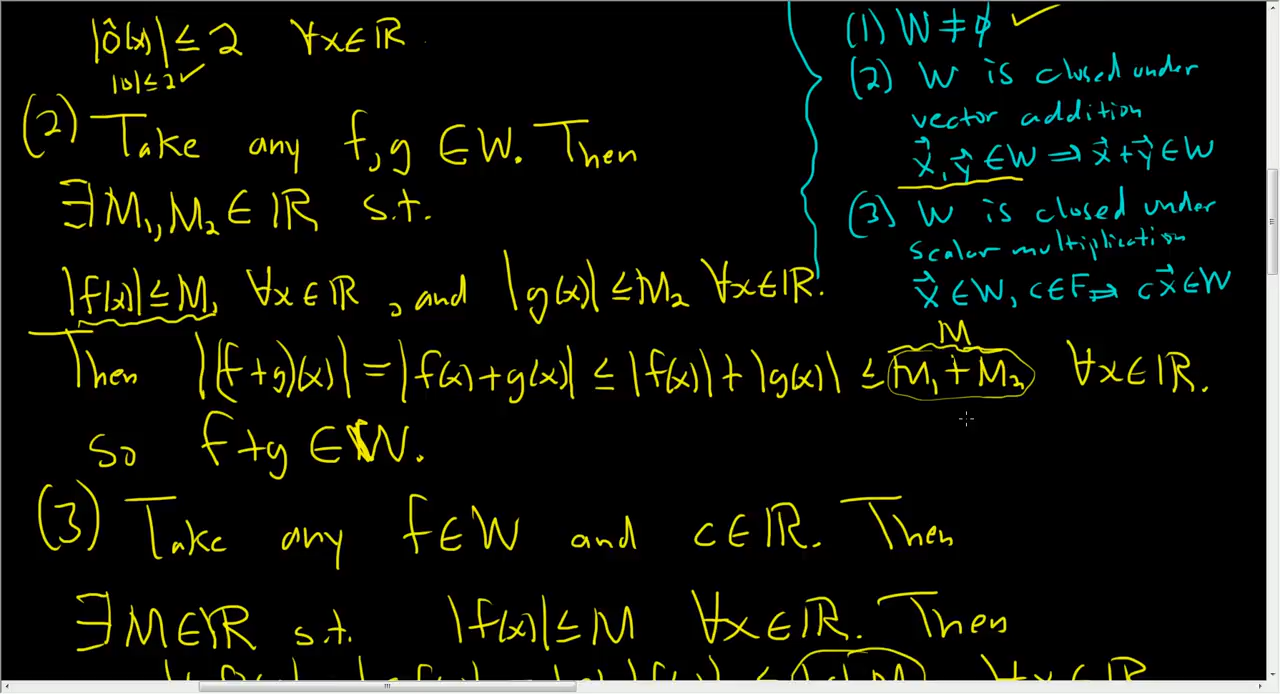 |ô(x)| ≤ 2 ∀x∈ℝ
|0| ≤ 2 ✓
(2) Take any f,g ∈W. Then
∃M₁,M₂∈ℝ s.t.
|f(x)| ≤ M₁ ∀x∈ℝ, and |g(x)| ≤ M₂ ∀x∈ℝ.
Then |(f+g)(x)| = |f(x)+g(x)| ≤ |f(x)|+|g(x)| ≤ M₁+M₂ ∀x∈ℝ.
M
so f+g ∈W.
(3) Take any f∈W and c∈ℝ. Then
∃M∈ℝ s.t. |f(x)| ≤ M ∀x∈ℝ. Then
(1) W ≠ ∅ ✓
(2) W is closed under
vector addition
x⃗, y⃗ ∈W ⇒ x⃗+y⃗ ∈W
(3) W is closed under
scalar multiplication
x⃗ ∈W, c∈F ⇒ cx⃗ ∈W